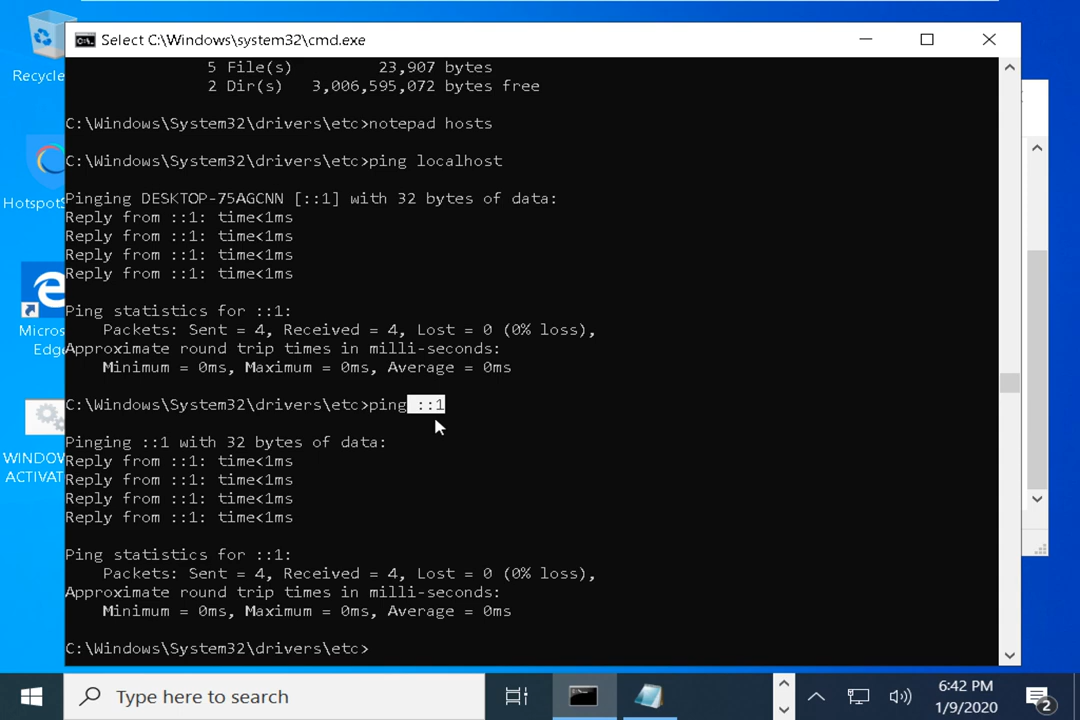 Select C:\Windows\system32\cmd.exe
5 File(s) 23,907 bytes
2 Dir(s) 3,006,595,072 bytes free
C:\Windows\System32\drivers\etc>notepad hosts
C:\Windows\System32\drivers\etc>ping localhost
Pinging DESKTOP-75AGCNN [::1] with 32 bytes of data:
Reply from ::1: time<1ms
Reply from ::1: time<1ms
Reply from ::1: time<1ms
Reply from ::1: time<1ms
Ping statistics for ::1:
Packets: Sent = 4, Received = 4, Lost = 0 (0% loss),
Approximate round trip times in milli-seconds:
Minimum = 0ms, Maximum = 0ms, Average = 0ms
C:\Windows\System32\drivers\etc>ping ::1
Pinging ::1 with 32 bytes of data:
Reply from ::1: time<1ms
Reply from ::1: time<1ms
Reply from ::1: time<1ms
Reply from ::1: time<1ms
Ping statistics for ::1:
Packets: Sent = 4, Received = 4, Lost = 0 (0% loss),
Approximate round trip times in milli-seconds:
Minimum = 0ms, Maximum = 0ms, Average = 0ms
C:\Windows\System32\drivers\etc>
Recycle
Hotspot
Micros
Edg
WINDOW
ACTIVAT
Type here to search
6:42 PM
1/9/2020
2